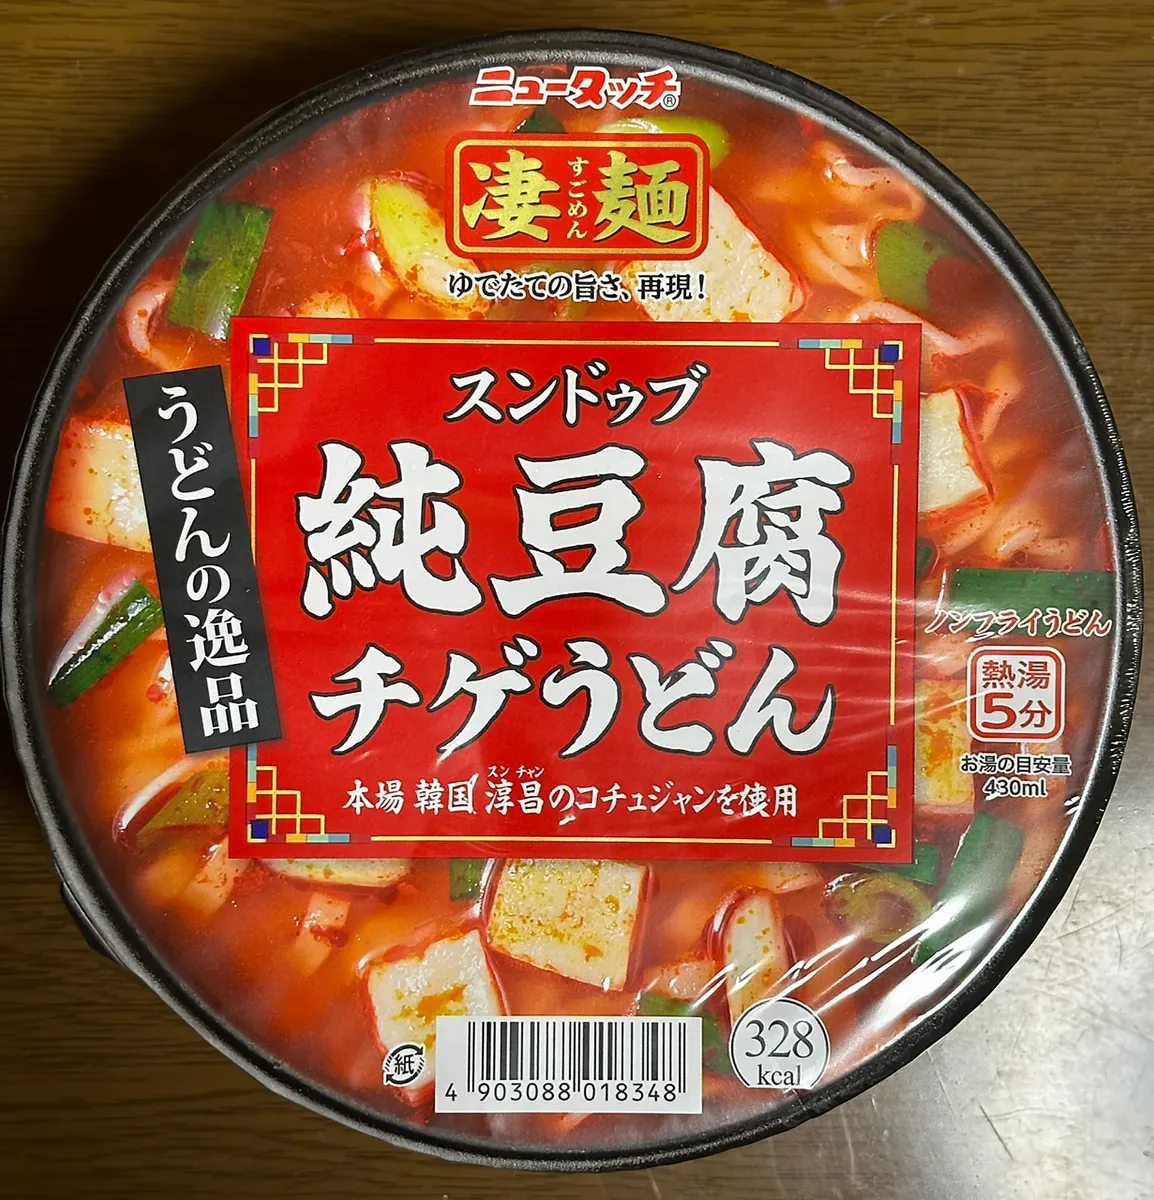 ニュータッチ®
凄麺
すごめん
ゆでたての旨さ、再現!
うどんの逸品
スンドゥブ
純豆腐
チゲうどん
スン チャン
本場 韓国 淳昌のコチュジャンを使用
ノンフライうどん
熱湯
5分
お湯の目安量
430ml
紙
4 903088 018348
328
kcal